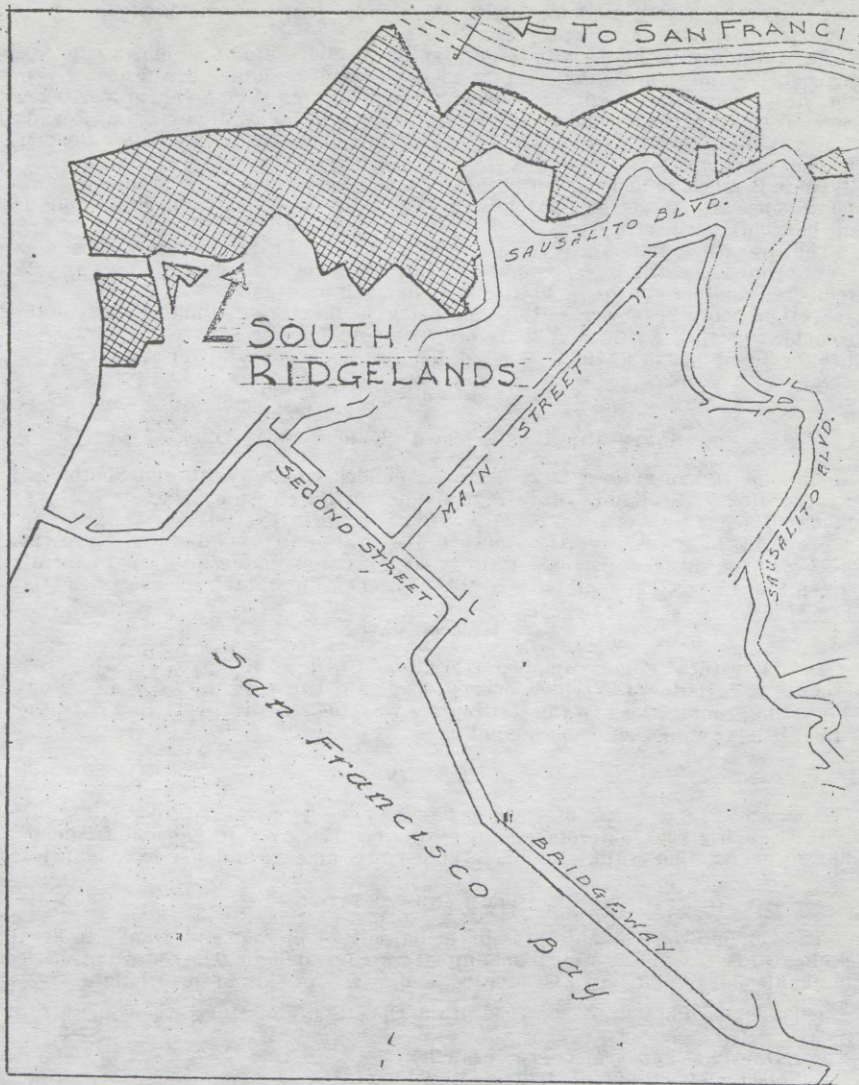 TO SAN FRANCI
SAUSALITO BLVD.
SOUTH
RIDGELANDS
MAIN STREET
SECOND STREET
SAUSALITO BLVD.
San Francisco Bay
BRIDGEWAY